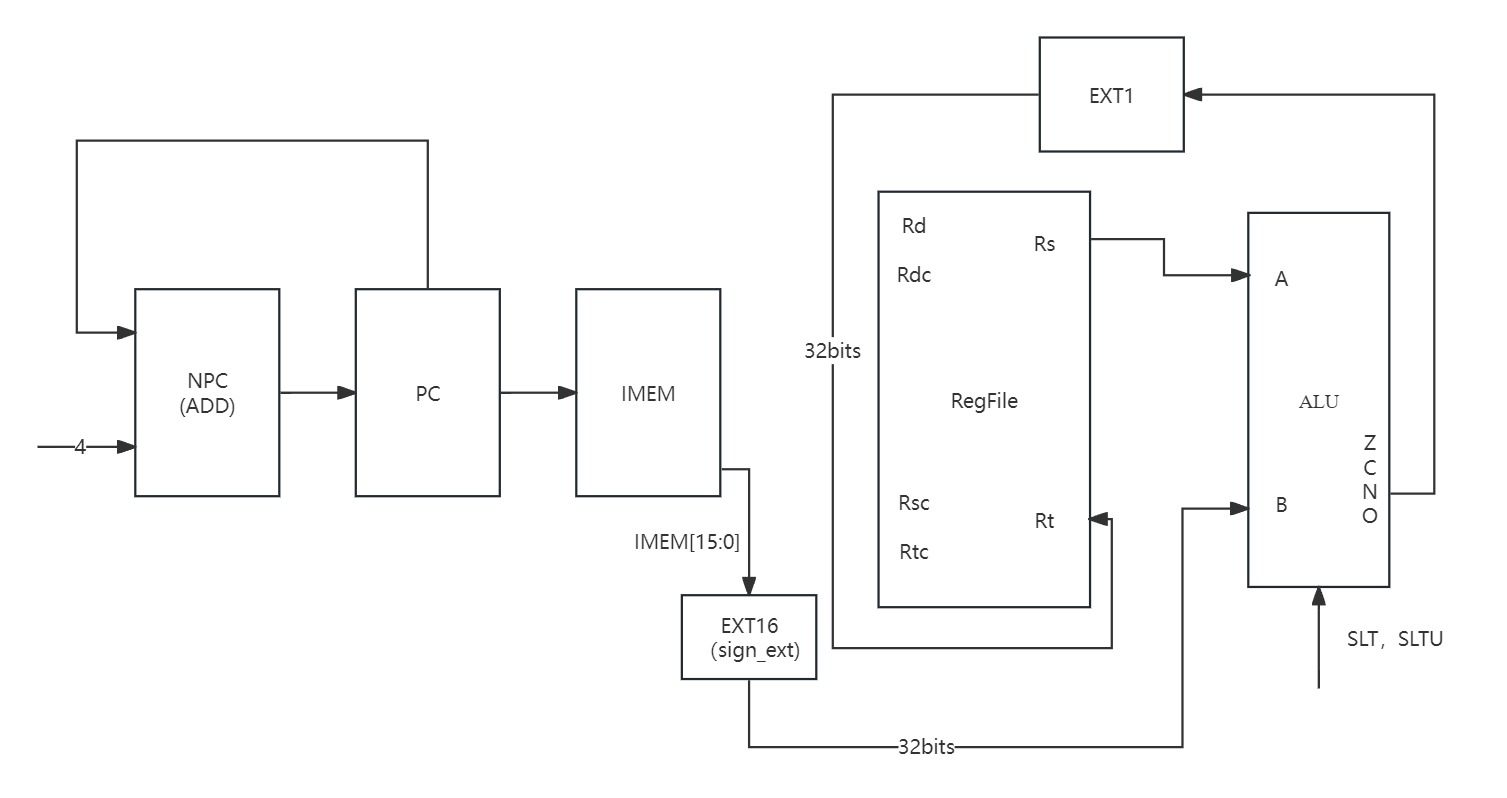 EXT1
Rd
Rs
Rdc
A
32bits
NPC
(ADD)
PC
IMEM
RegFile
ALU
4
Z
C
N
O
Rsc
B
Rt
IMEM[15:0]
Rtc
EXT16
(sign_ext)
SLT，SLTU
32bits